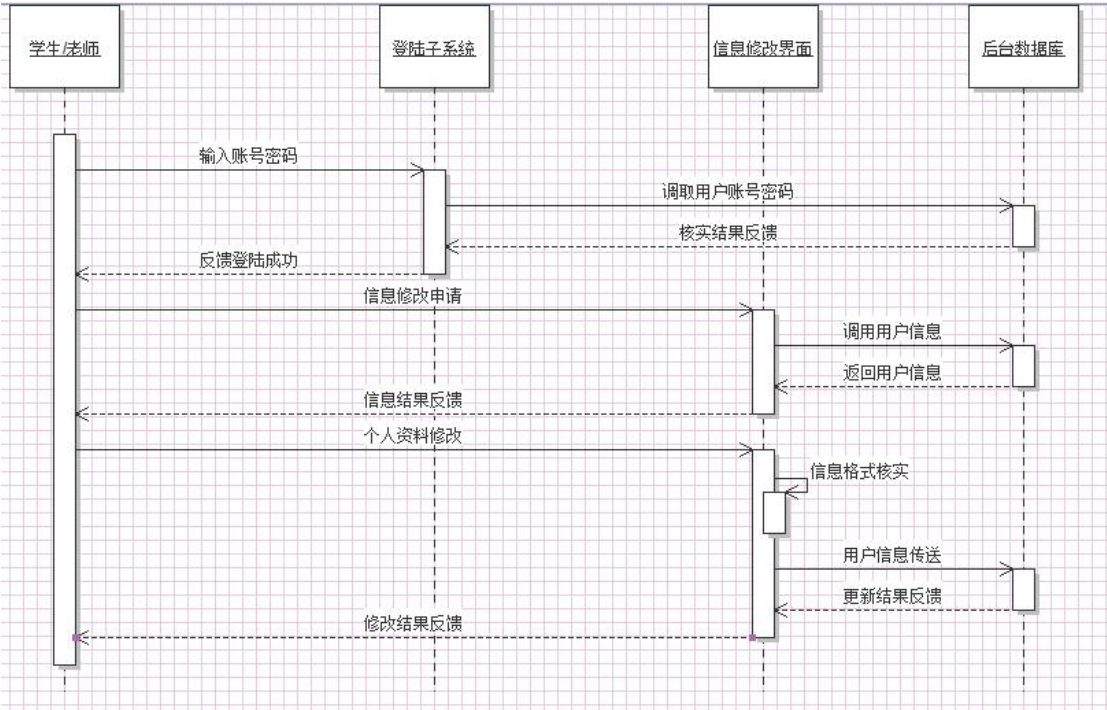 学生/老师
登陆子系统
信息修改界面
后台数据库
输入账号密码
调取用户账号密码
核实结果反馈
反馈登陆成功
信息修改申请
调用用户信息
返回用户信息
信息结果反馈
个人资料修改
信息格式核实
用户信息传送
更新结果反馈
修改结果反馈